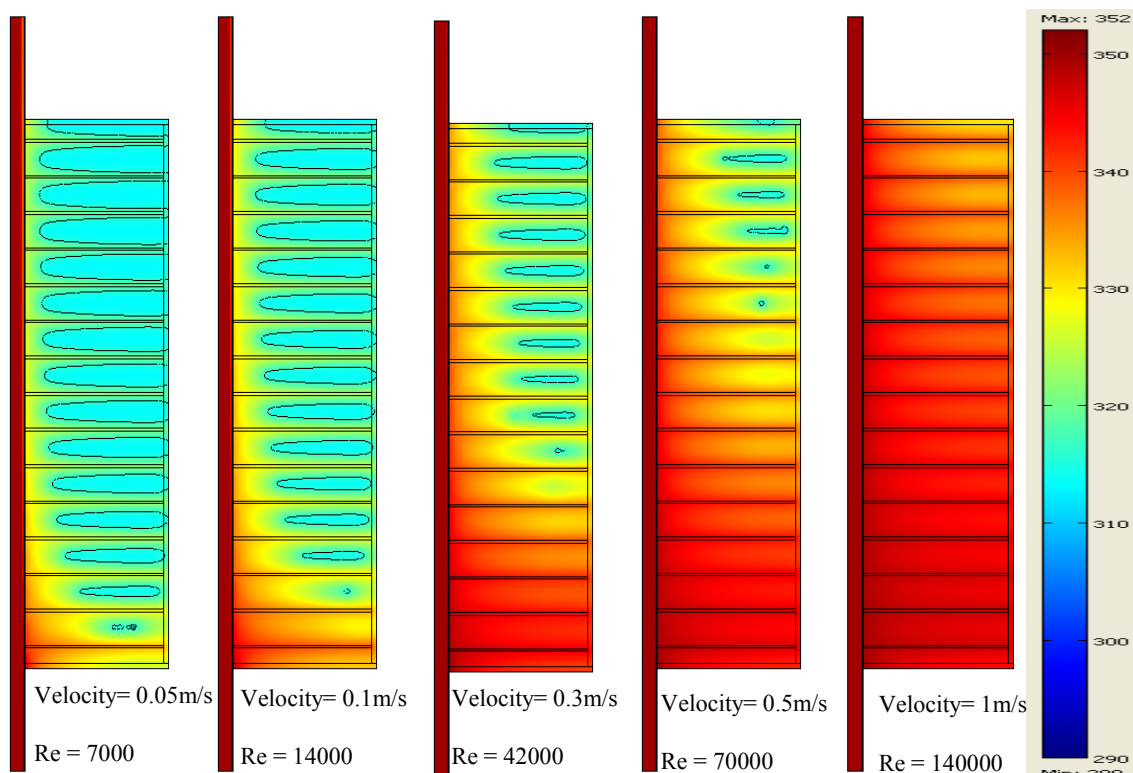 Max: 352
350
340
330
320
310
300
290
Velocity= 0.05m/s
Velocity= 0.1m/s
Velocity= 0.3m/s
Velocity= 0.5m/s
Velocity= 1m/s
Re = 7000
Re = 14000
Re = 42000
Re = 70000
Re = 140000